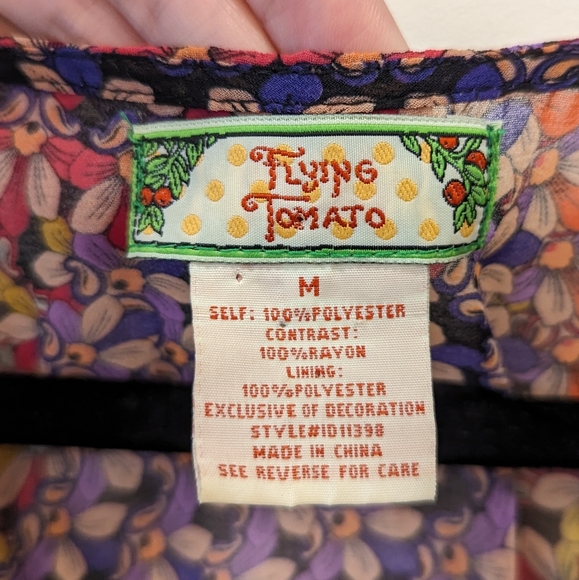 FLYING
TOMATO
M
SELF: 100%POLYESTER
CONTRAST:
100%RAYON
LINING:
100%POLYESTER
EXCLUSIVE OF DECORATION
STYLE#ID11398
MADE IN CHINA
SEE REVERSE FOR CARE